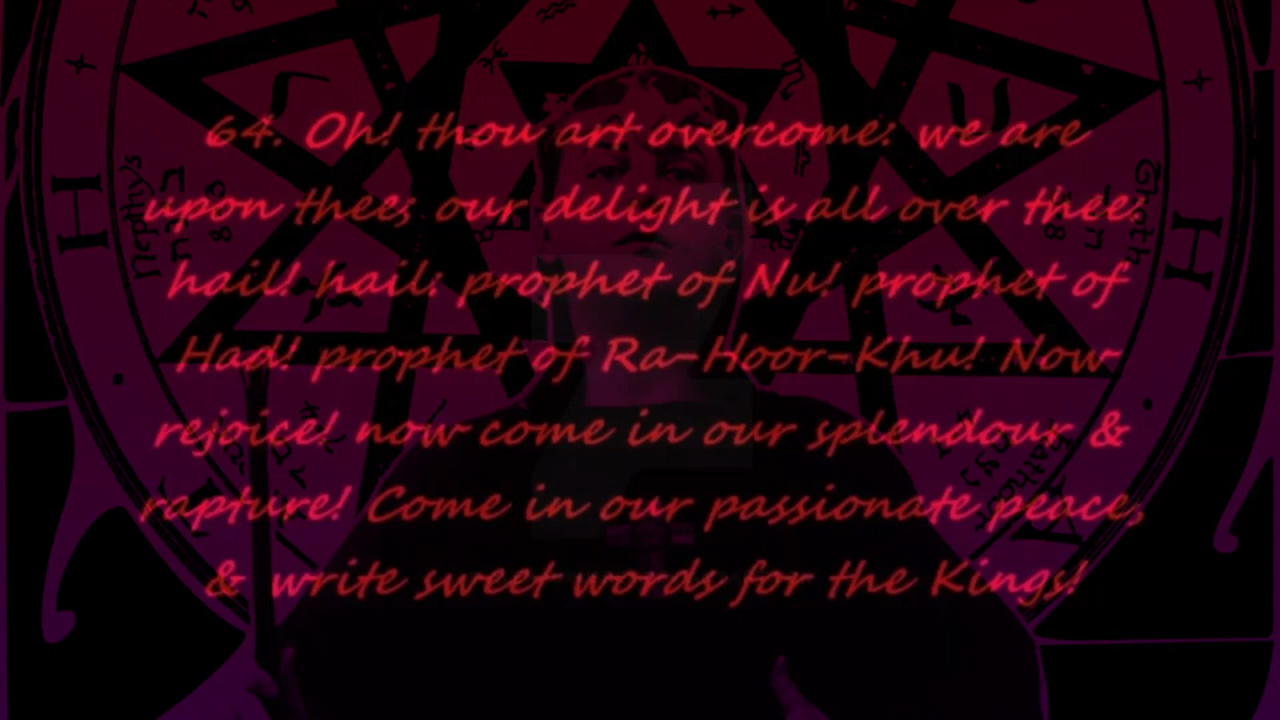 64. Oh! thou art overcome: we are
upon thee; our delight is all over thee:
hail! hail: prophet of Nu! prophet of
Had! prophet of Ra-Hoor-Khu! Now
rejoice! now come in our splendour &
rapture! Come in our passionate peace,
& write sweet words for the Kings!
H
Nephthys
H